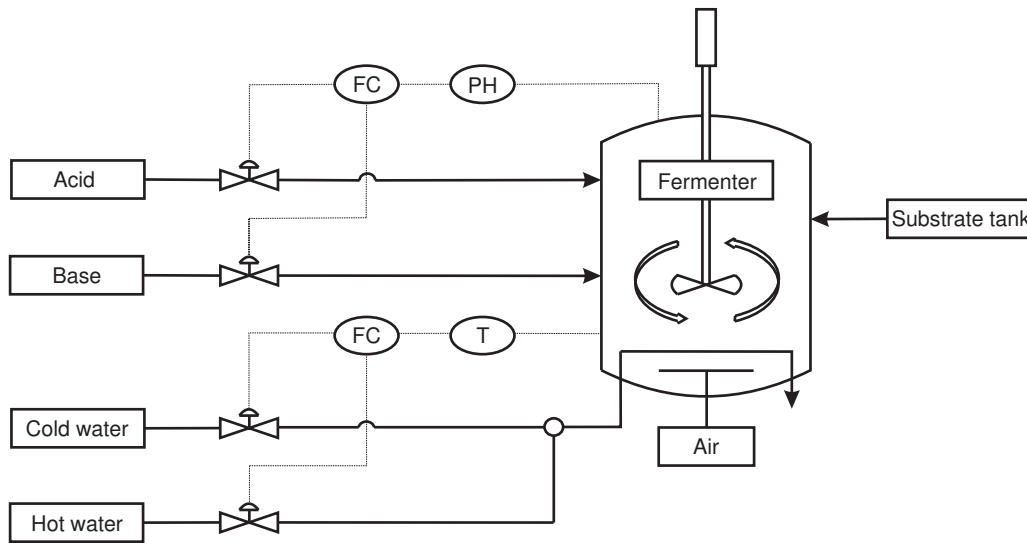 FC
PH
Acid
Fermenter
Substrate tank
Base
FC
T
Cold water
Air
Hot water